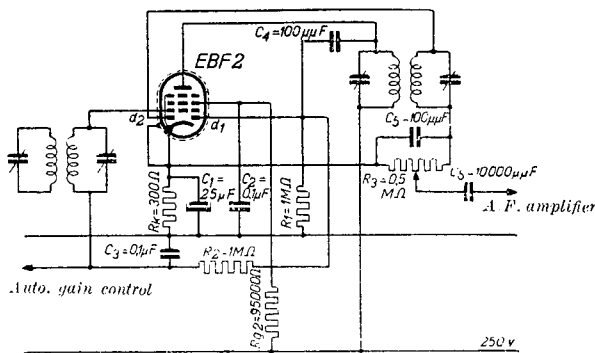 C4=100μμF
EBF2
d2
d1
C5=100μμF
C1=
25μF
C2=
0,1μF
Rk=300Ω
R1=1MΩ
R3=0,5
MΩ
C6=10000μμF
A.F. amplifier
C3=0,1μF
R2=1MΩ
Auto. gain control
Rg2=95000Ω
250 v